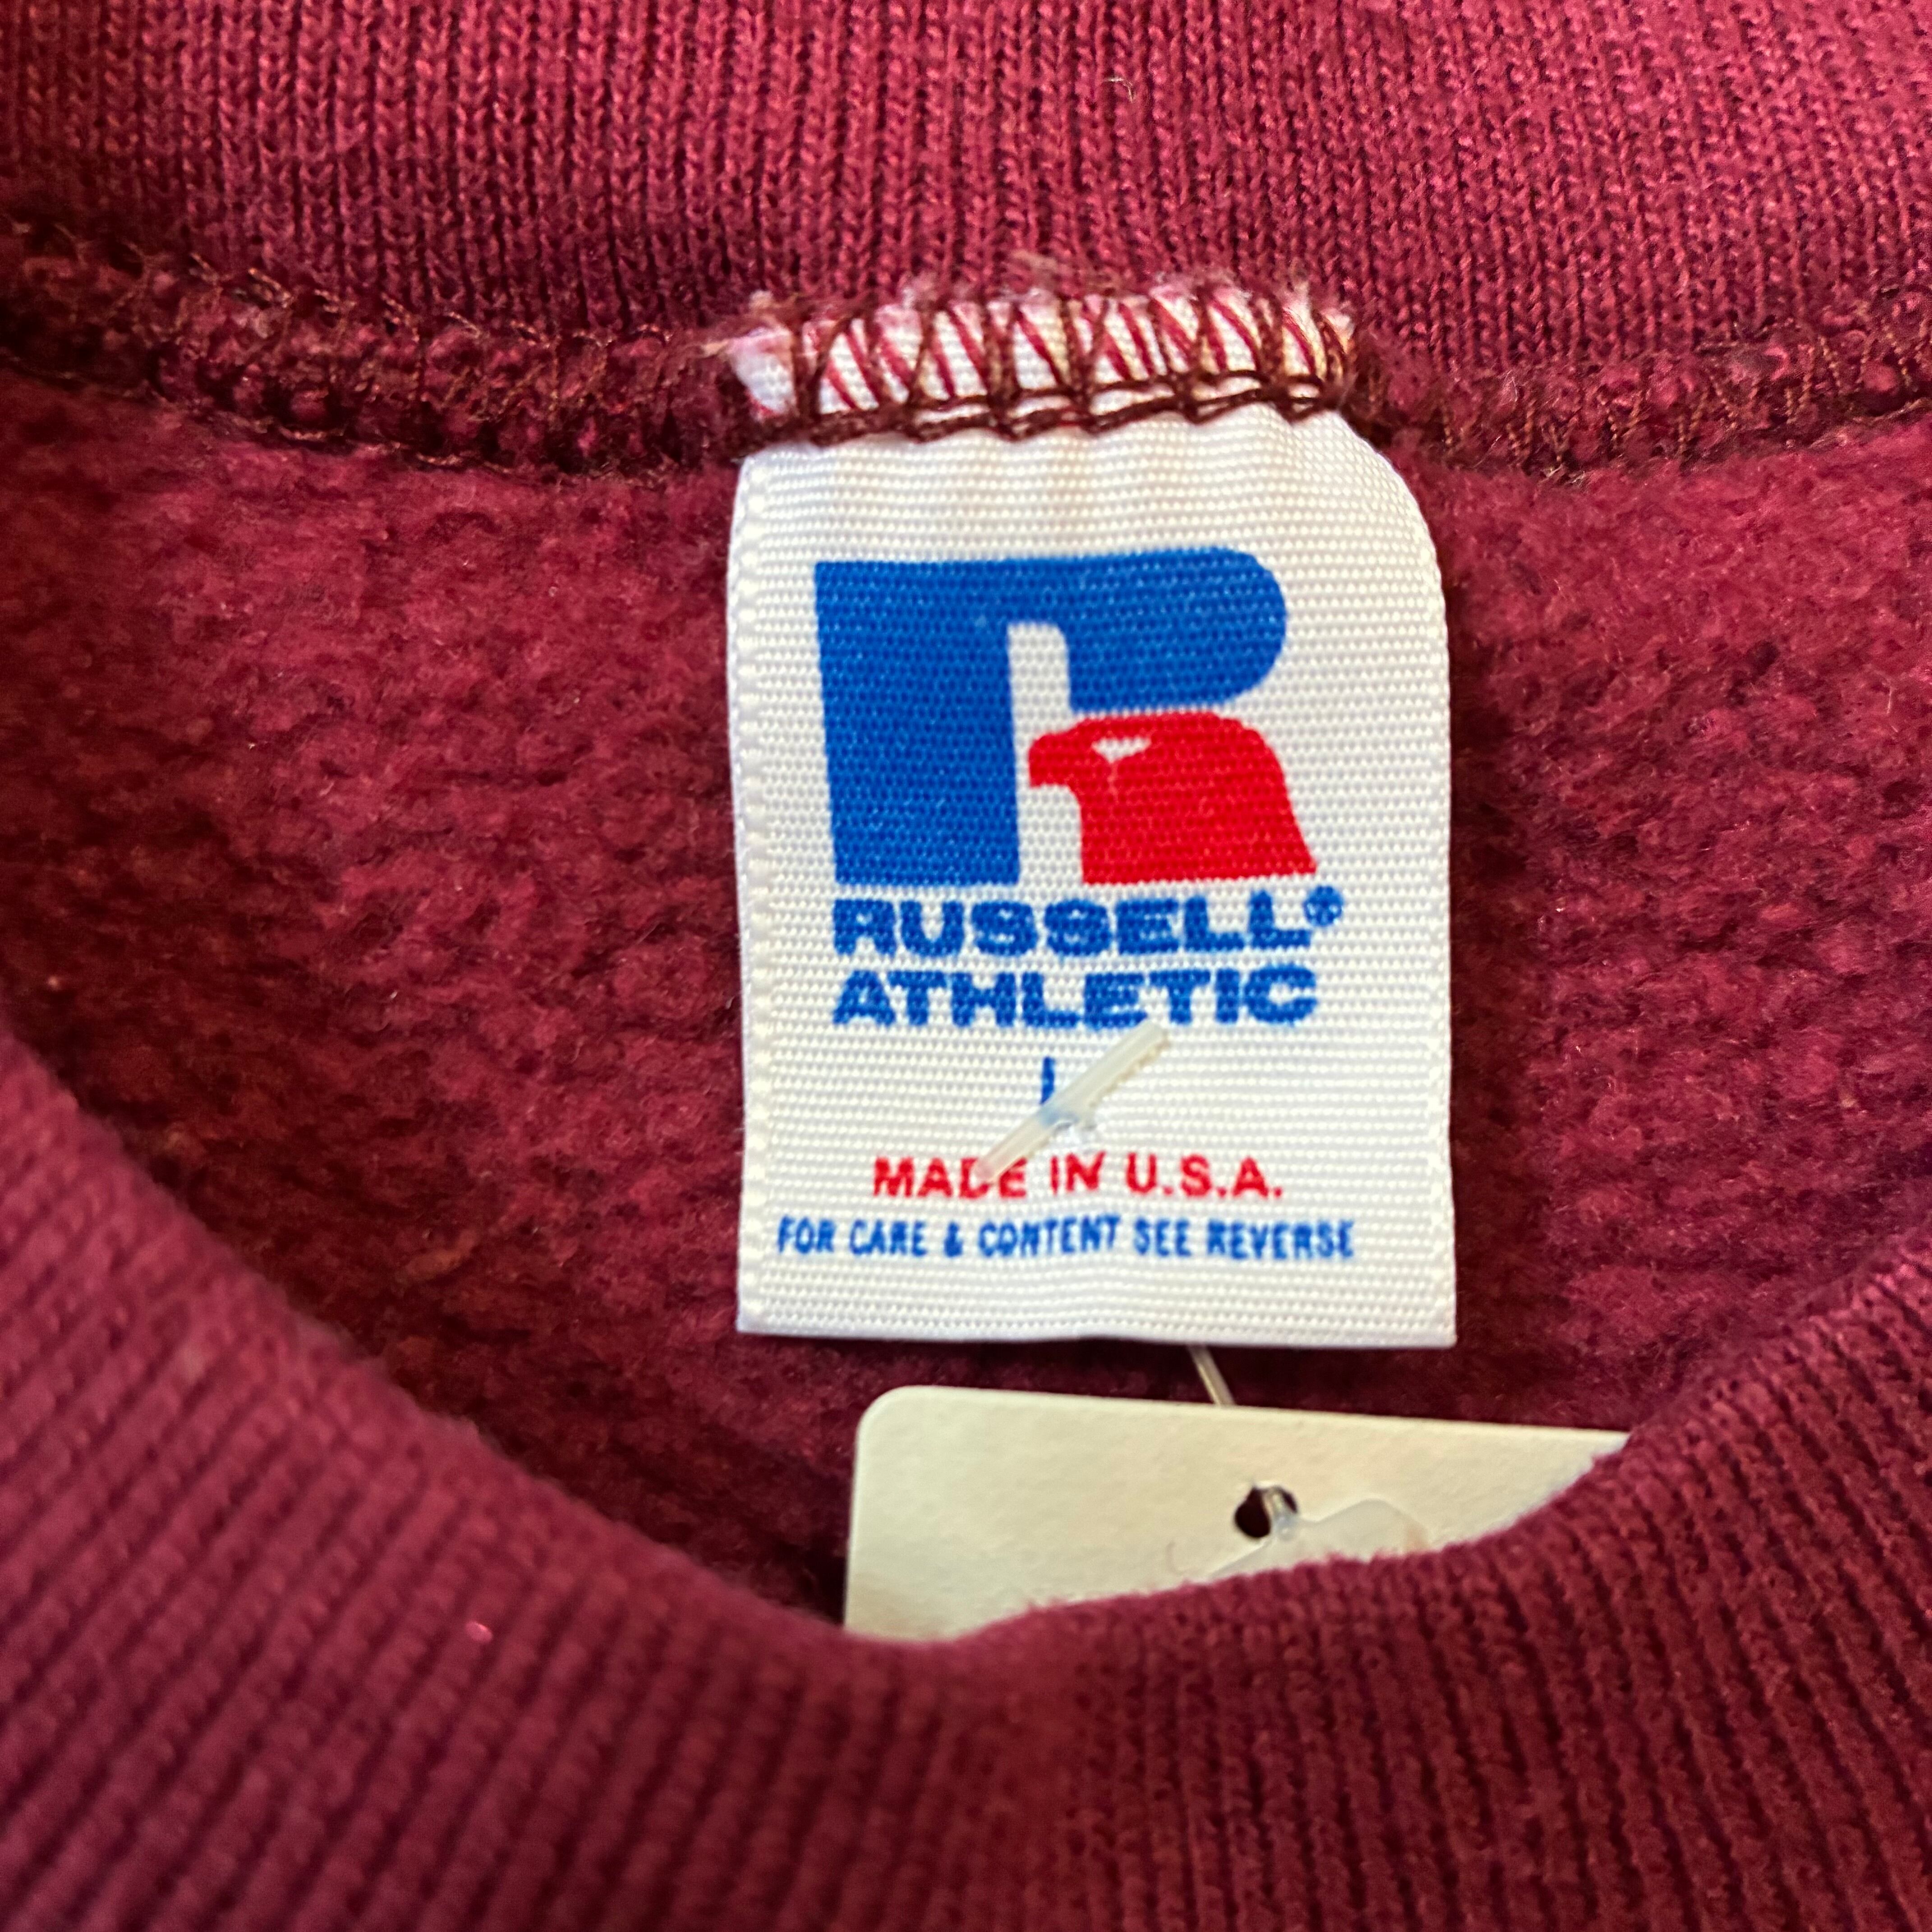 RUSSELL®
ATHLETIC
L
MADE IN U.S.A.
FOR CARE & CONTENT SEE REVERSE